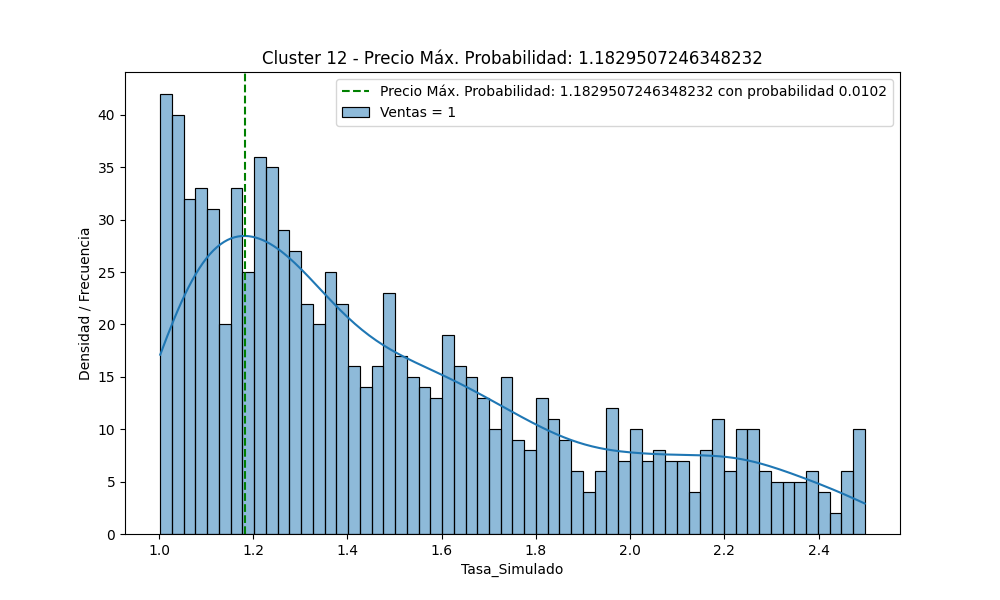 Cluster 12 - Precio Máx. Probabilidad: 1.1829507246348232
Precio Máx. Probabilidad: 1.1829507246348232 con probabilidad 0.0102
Ventas = 1
Densidad / Frecuencia
40
35
30
25
20
15
10
5
0
1.0 1.2 1.4 1.6 1.8 2.0 2.2 2.4
Tasa_Simulado